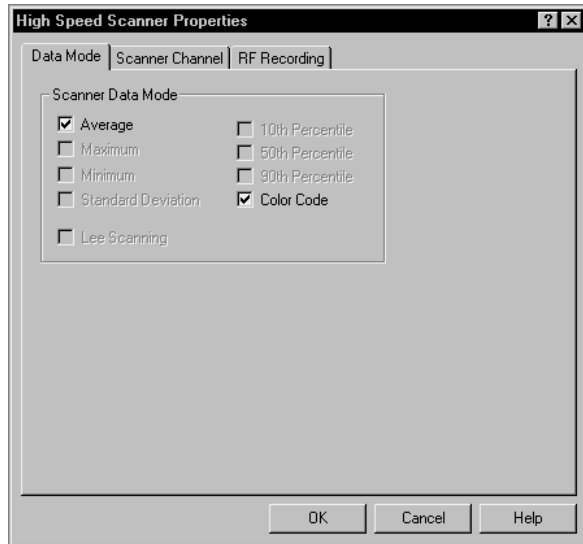 High Speed Scanner Properties
? X
Data Mode Scanner Channel RF Recording
Scanner Data Mode
Average
Maximum
Minimum
Standard Deviation
Lee Scanning
10th Percentile
50th Percentile
90th Percentile
Color Code
OK Cancel Help